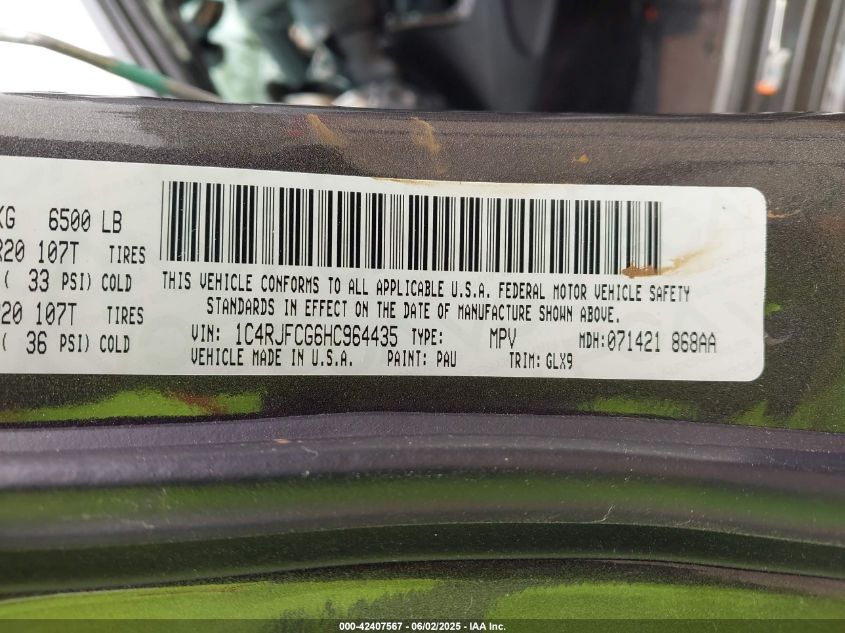 KG 6500 LB
R20 107T TIRES
( 33 PSI) COLD
R20 107T TIRES
( 36 PSI) COLD
THIS VEHICLE CONFORMS TO ALL APPLICABLE U.S.A. FEDERAL MOTOR VEHICLE SAFETY
STANDARDS IN EFFECT ON THE DATE OF MANUFACTURE SHOWN ABOVE.
VIN: 1C4RJFCG6HC964435 TYPE: MPV MDH:071421 868AA
VEHICLE MADE IN U.S.A. PAINT: PAU TRIM: GLX9
000-42407567 - 06/02/2025 - IAA Inc.